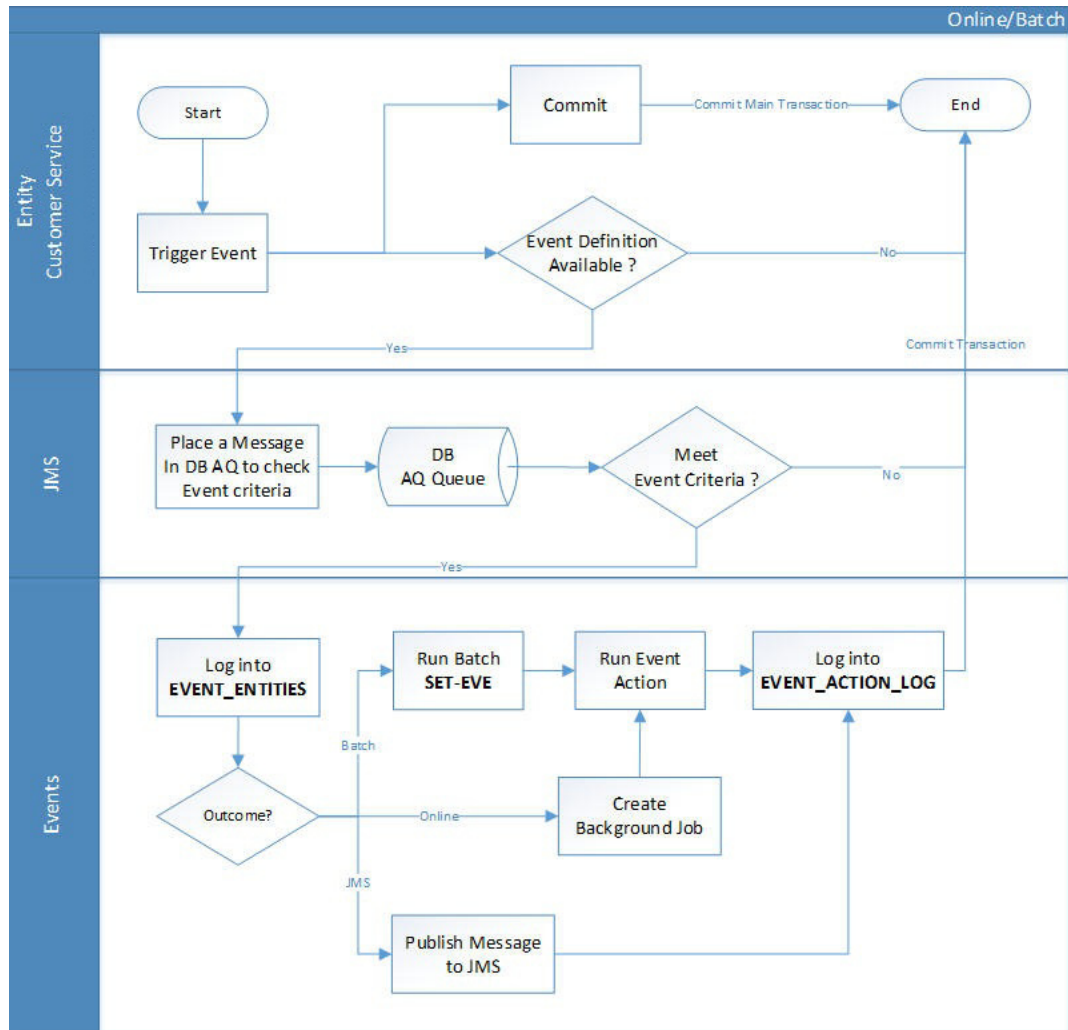 Online/Batch
Entity
Customer Service
Start
Commit
Commit Main Transaction
End
Trigger Event
Event Definition
Available ?
No
Yes
Commit Transaction
JMS
Place a Message
In DB AQ to check
Event criteria
DB
AQ Queue
Meet
Event Criteria ?
No
Yes
Events
Log into
EVENT_ENTITIES
Run Batch
SET-EVE
Run Event
Action
Log into
EVENT_ACTION_LOG
Batch
Outcome?
Online
Create
Background Job
JMS
Publish Message
to JMS